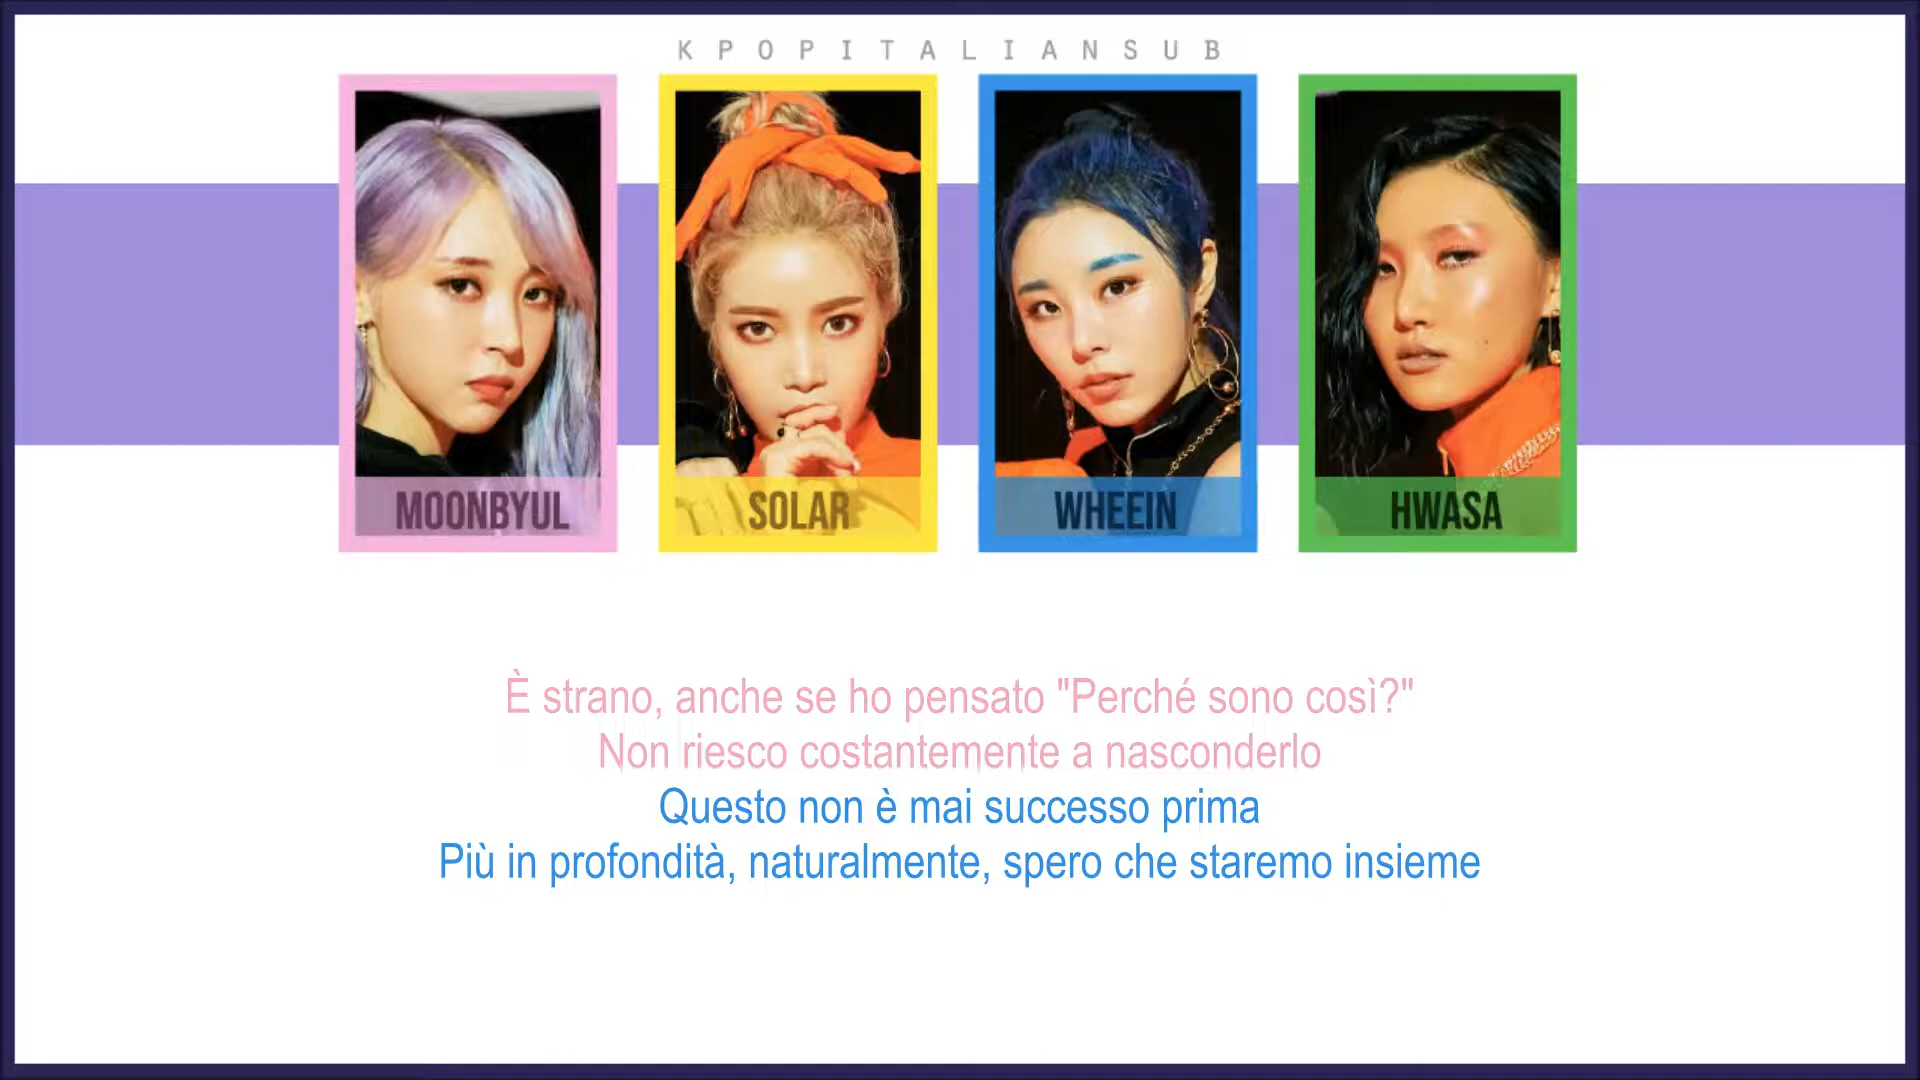 KPOPITALIANSUB
MOONBYUL
SOLAR
WHEEIN
HWASA
È strano, anche se ho pensato "Perché sono così?"
Non riesco costantemente a nasconderlo
Questo non è mai successo prima
Più in profondità, naturalmente, spero che staremo insieme